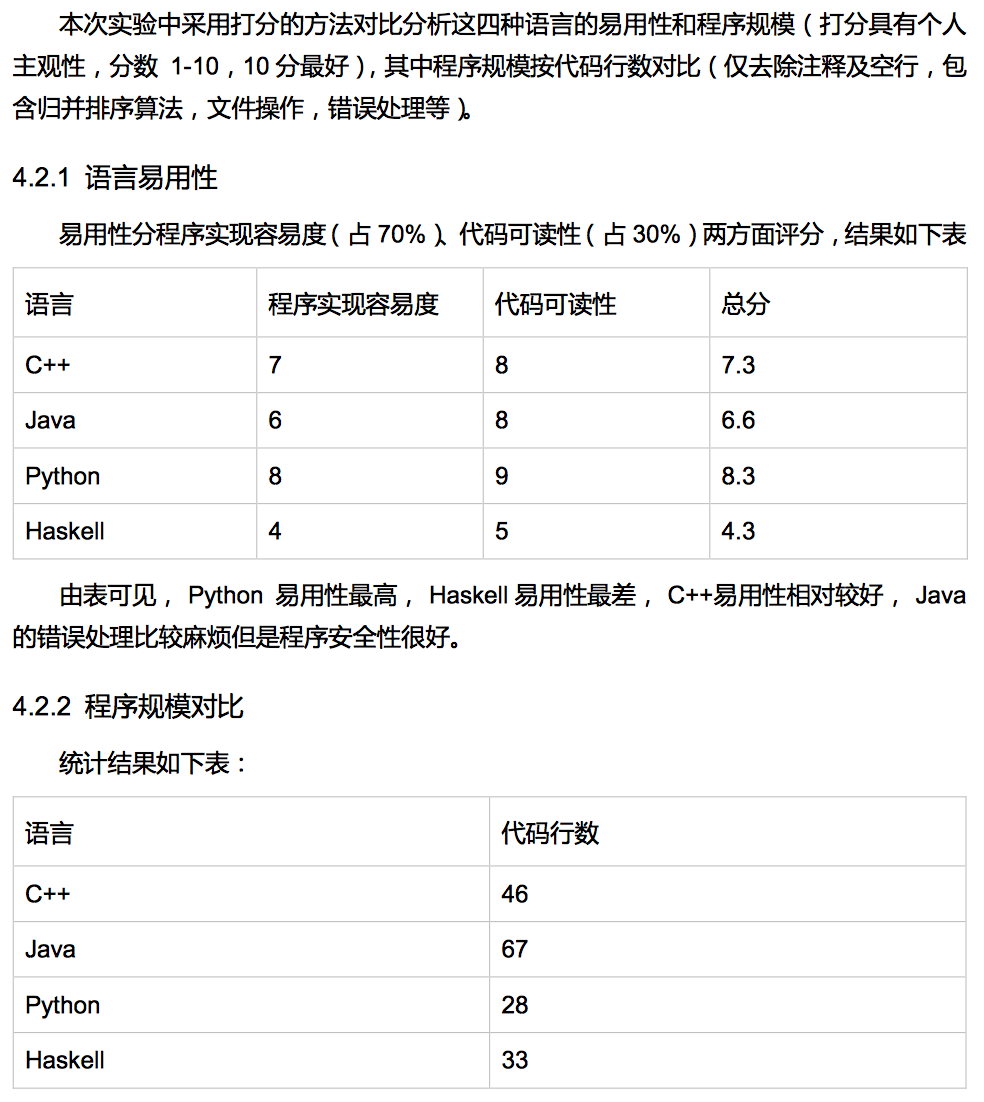 本次实验中采用打分的方法对比分析这四种语言的易用性和程序规模（打分具有个人
主观性，分数 1-10，10 分最好），其中程序规模按代码行数对比（仅去除注释及空行，包
含归并排序算法，文件操作，错误处理等）。
4.2.1 语言易用性
易用性分程序实现容易度（占 70%）、代码可读性（占 30%）两方面评分，结果如下表
语言 程序实现容易度 代码可读性 总分
C++ 7 8 7.3
Java 6 8 6.6
Python 8 9 8.3
Haskell 4 5 4.3
由表可见， Python 易用性最高， Haskell 易用性最差， C++易用性相对较好， Java
的错误处理比较麻烦但是程序安全性很好。
4.2.2 程序规模对比
统计结果如下表：
语言 代码行数
C++ 46
Java 67
Python 28
Haskell 33